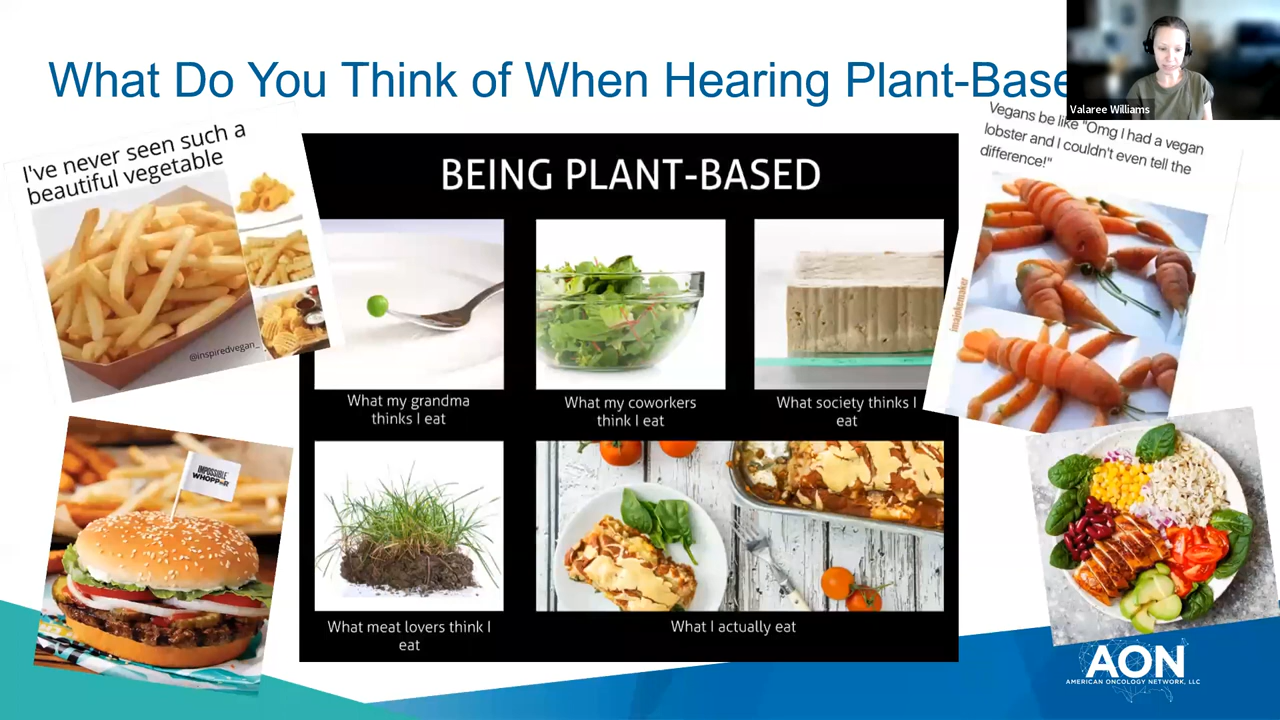 What Do You Think of When Hearing Plant-Base
Valaree Williams
I've never seen such a
beautiful vegetable
@inspiredvegan_
BEING PLANT-BASED
What my grandma
thinks I eat
What my coworkers
think I eat
What society thinks I
eat
What meat lovers think I
eat
What I actually eat
Vegans be like "Omg I had a vegan
lobster and I couldn't even tell the
difference!"
imajokemaker
IMPOSSIBLE
WHOPPER
AON
AMERICAN ONCOLOGY NETWORK, LLC